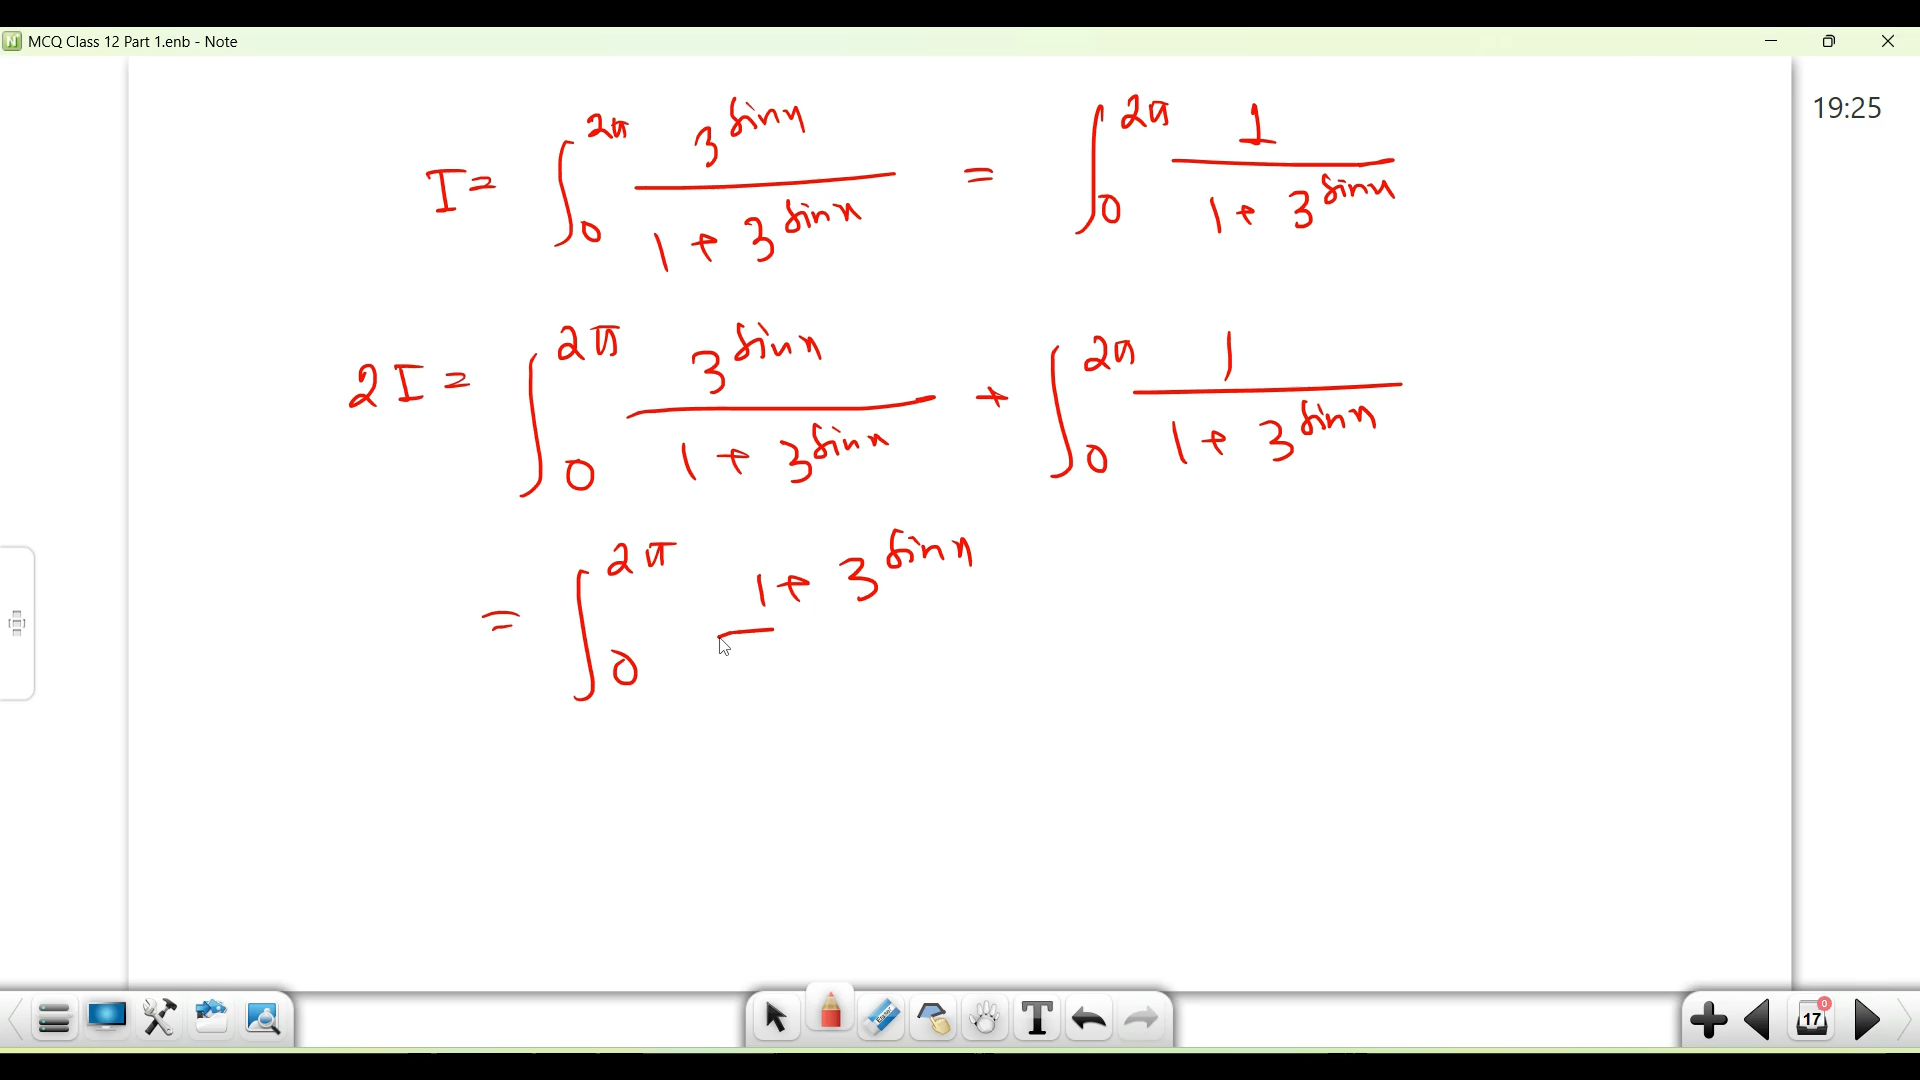 MCQ Class 12 Part 1.enb - Note
19:25
I = ∫₀^2π 3^sinx / (1 + 3^sinx) = ∫₀^2π 1 / (1 + 3^sinx)
2I = ∫₀^2π 3^sinx / (1 + 3^sinx) + ∫₀^2π 1 / (1 + 3^sinx)
= ∫₀^2π 1 + 3^sinx
T
0
17